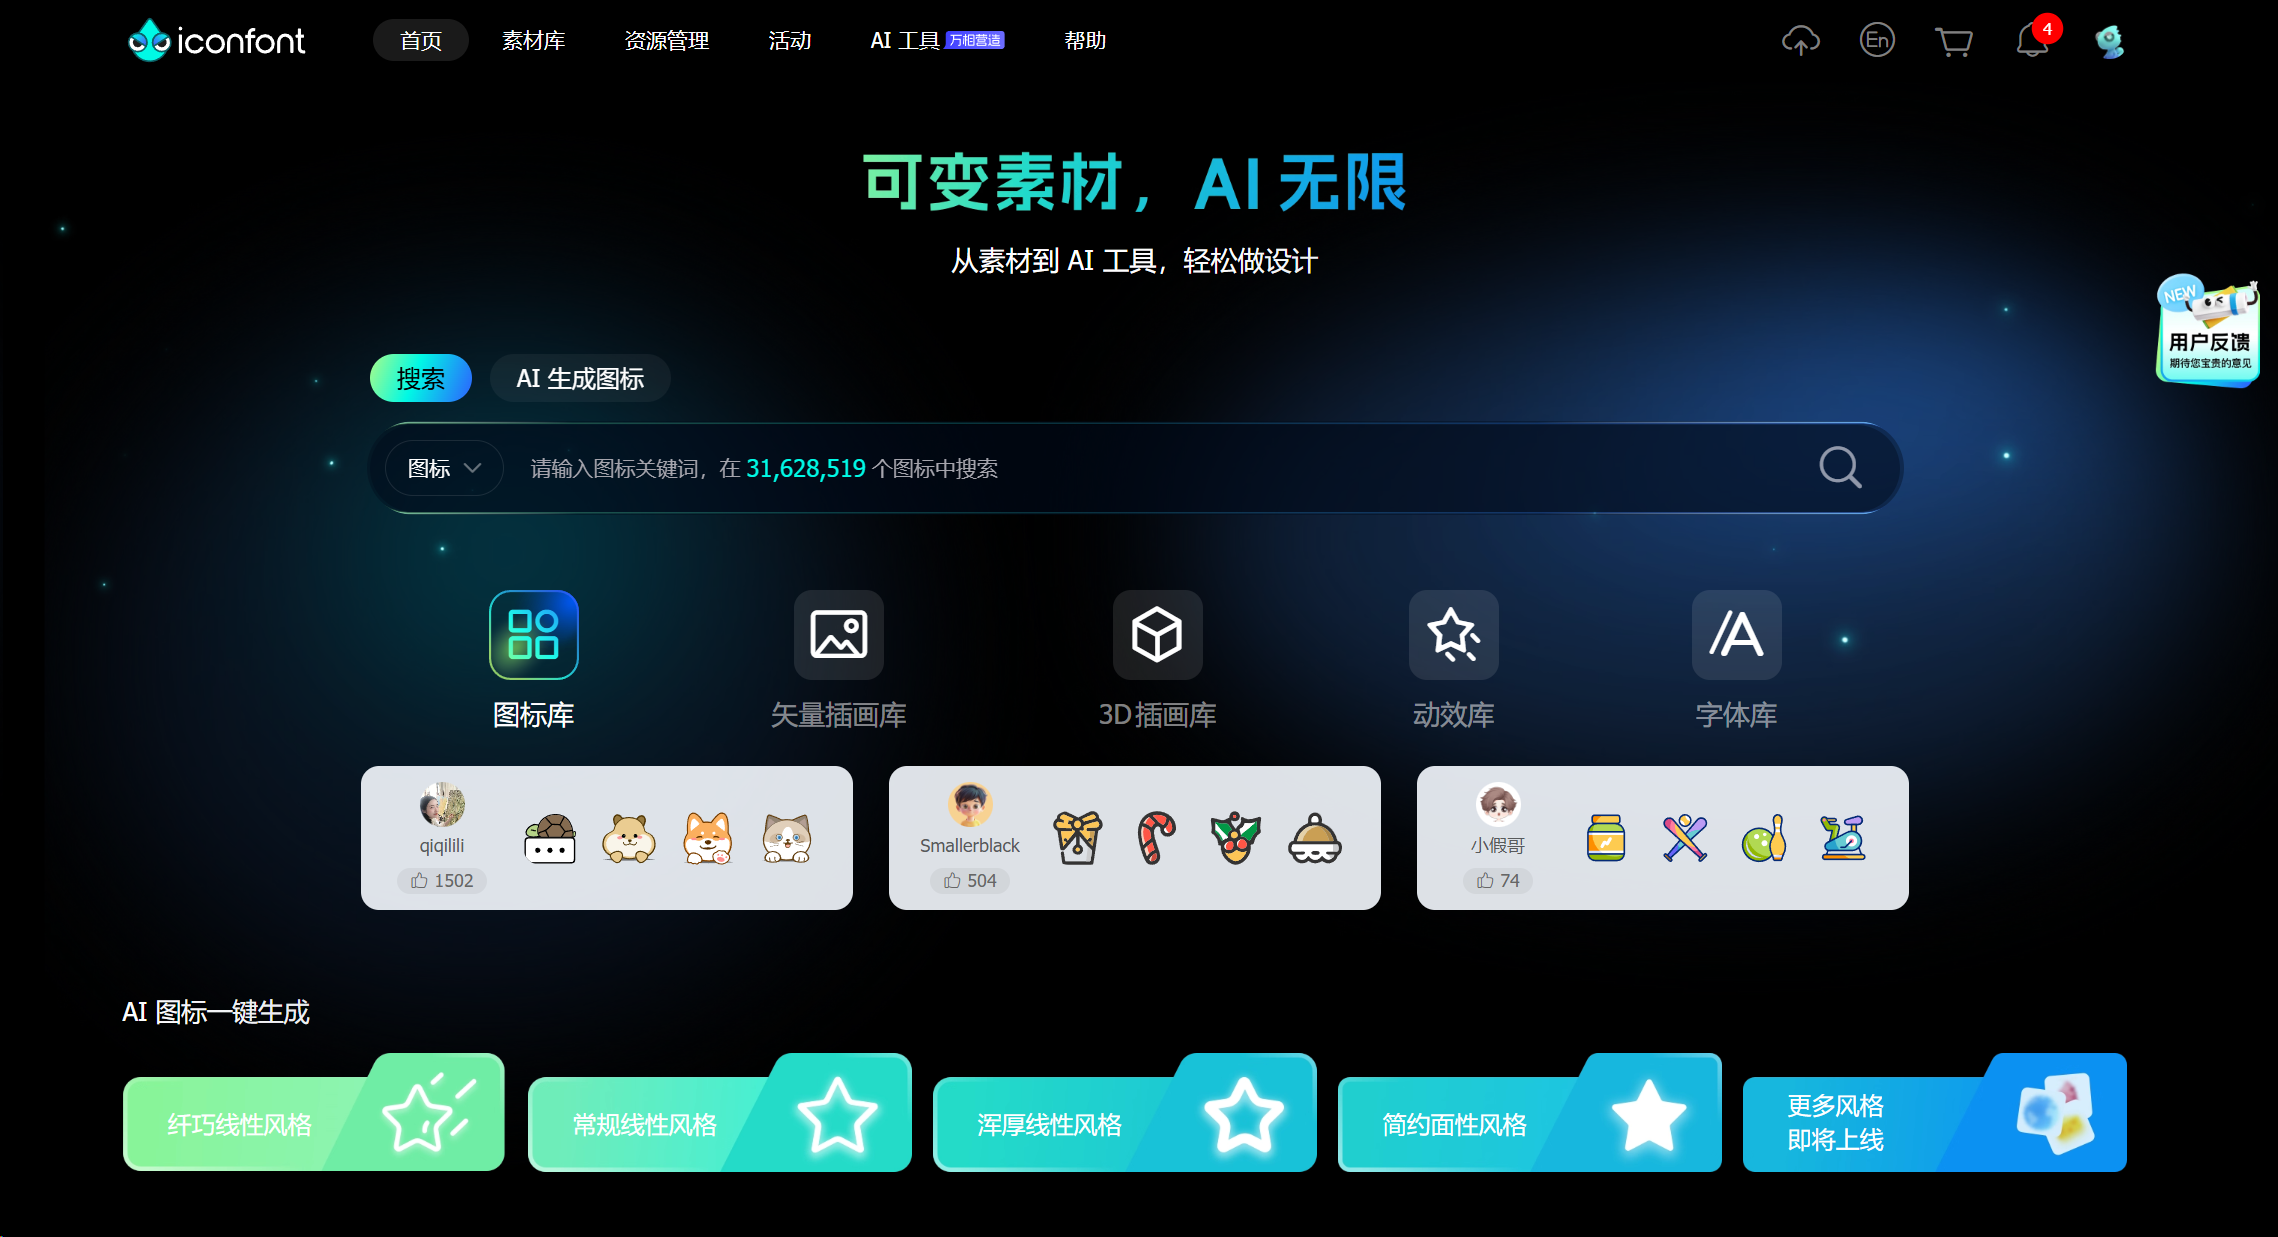 iconfont
首页
素材库
资源管理
活动
AI 工具 万相营造
帮助
En
4
可变素材，AI 无限
从素材到 AI 工具，轻松做设计
NEW
用户反馈
期待您宝贵的意见
搜索
AI 生成图标
图标
请输入图标关键词，在 31,628,519 个图标中搜索
图标库
矢量插画库
3D插画库
动效库
字体库
qiqilili
1502
Smallerblack
504
小假哥
74
AI 图标一键生成
纤巧线性风格
常规线性风格
浑厚线性风格
简约面性风格
更多风格
即将上线